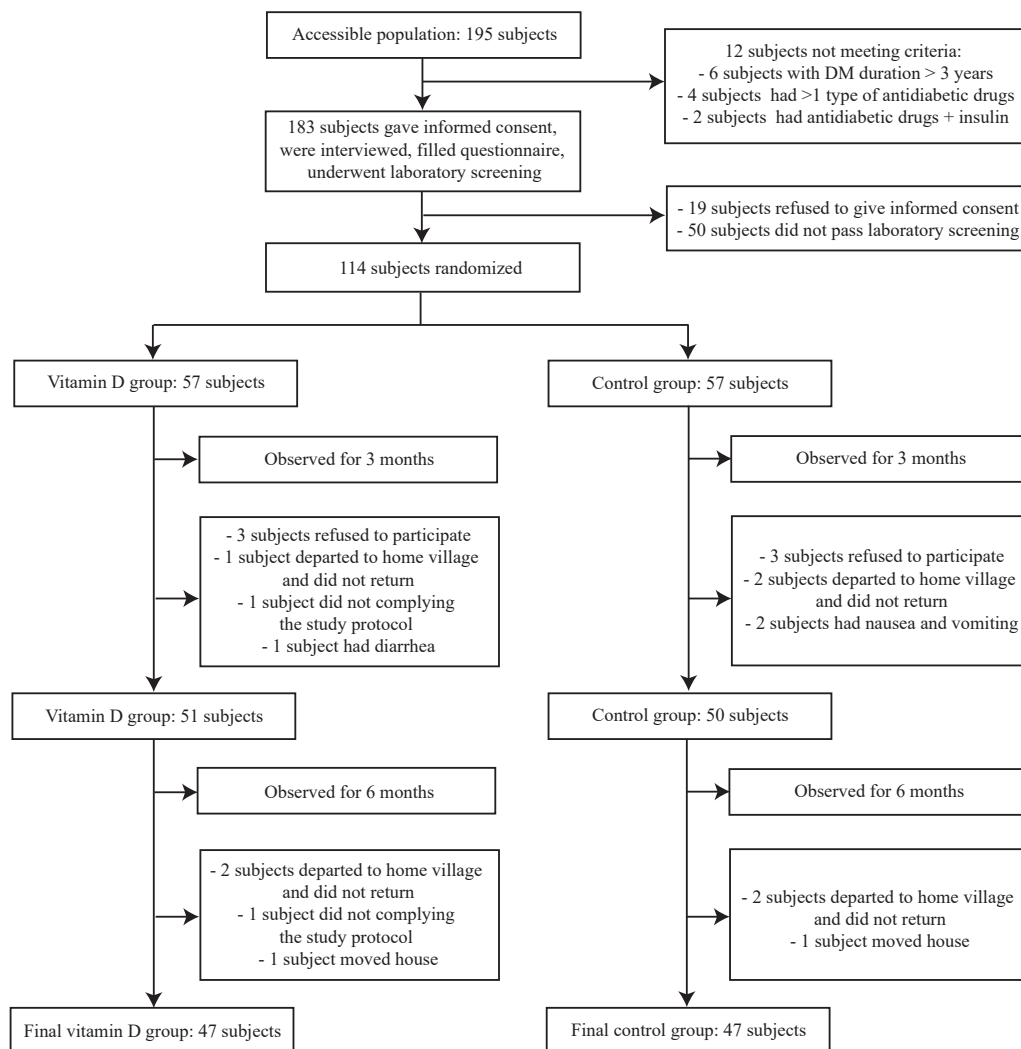 Accessible population: 195 subjects
12 subjects not meeting criteria:
- 6 subjects with DM duration > 3 years
- 4 subjects had >1 type of antidiabetic drugs
- 2 subjects had antidiabetic drugs + insulin
183 subjects gave informed consent,
were interviewed, filled questionnaire,
underwent laboratory screening
- 19 subjects refused to give informed consent
- 50 subjects did not pass laboratory screening
114 subjects randomized
Vitamin D group: 57 subjects
Control group: 57 subjects
Observed for 3 months
Observed for 3 months
- 3 subjects refused to participate
- 1 subject departed to home village
and did not return
- 1 subject did not complying
the study protocol
- 1 subject had diarrhea
- 3 subjects refused to participate
- 2 subjects departed to home village
and did not return
- 2 subjects had nausea and vomiting
Vitamin D group: 51 subjects
Control group: 50 subjects
Observed for 6 months
Observed for 6 months
- 2 subjects departed to home village
and did not return
- 1 subject did not complying
the study protocol
- 1 subject moved house
- 2 subjects departed to home village
and did not return
- 1 subject moved house
Final vitamin D group: 47 subjects
Final control group: 47 subjects